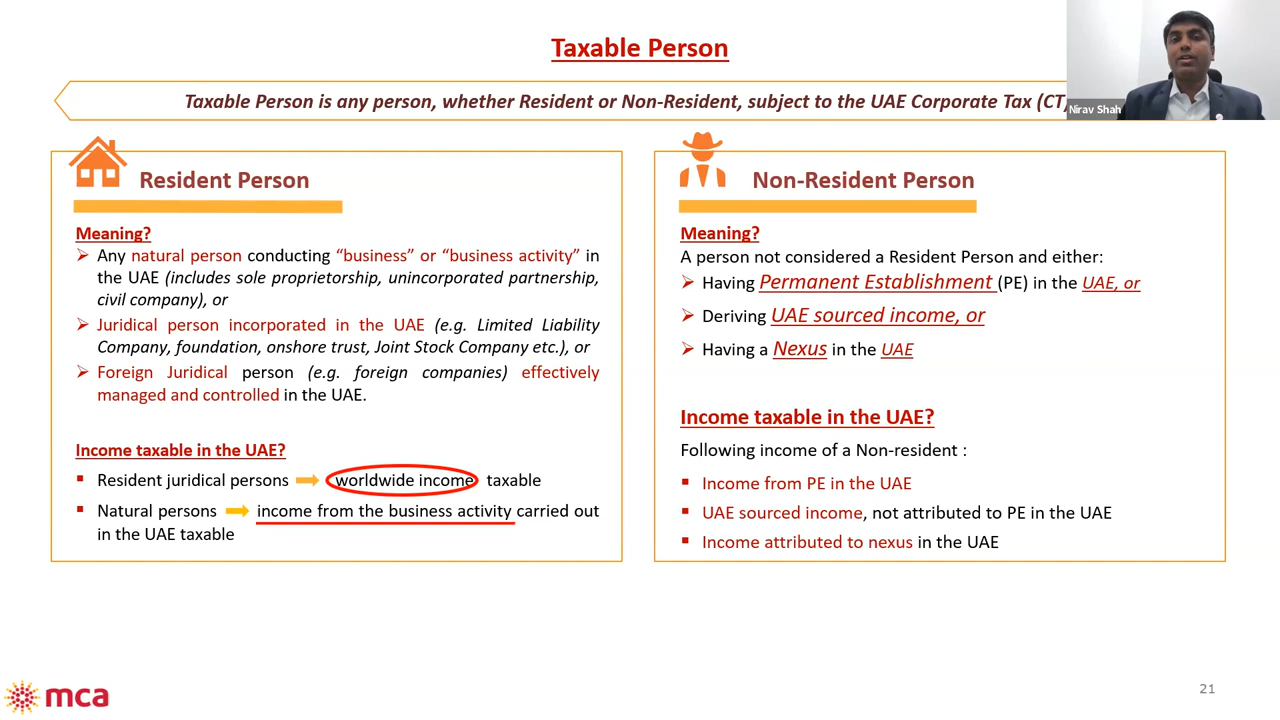 Taxable Person
Taxable Person is any person, whether Resident or Non-Resident, subject to the UAE Corporate Tax (CT)
Nirav Shah
Resident Person
Meaning?
➢ Any natural person conducting “business” or “business activity” in
the UAE (includes sole proprietorship, unincorporated partnership,
civil company), or
➢ Juridical person incorporated in the UAE (e.g. Limited Liability
Company, foundation, onshore trust, Joint Stock Company etc.), or
➢ Foreign Juridical person (e.g. foreign companies) effectively
managed and controlled in the UAE.
Income taxable in the UAE?
▪ Resident juridical persons worldwide income taxable
▪ Natural persons income from the business activity carried out
in the UAE taxable
Non-Resident Person
Meaning?
A person not considered a Resident Person and either:
➢ Having Permanent Establishment (PE) in the UAE, or
➢ Deriving UAE sourced income, or
➢ Having a Nexus in the UAE
Income taxable in the UAE?
Following income of a Non-resident :
▪ Income from PE in the UAE
▪ UAE sourced income, not attributed to PE in the UAE
▪ Income attributed to nexus in the UAE
mca
21